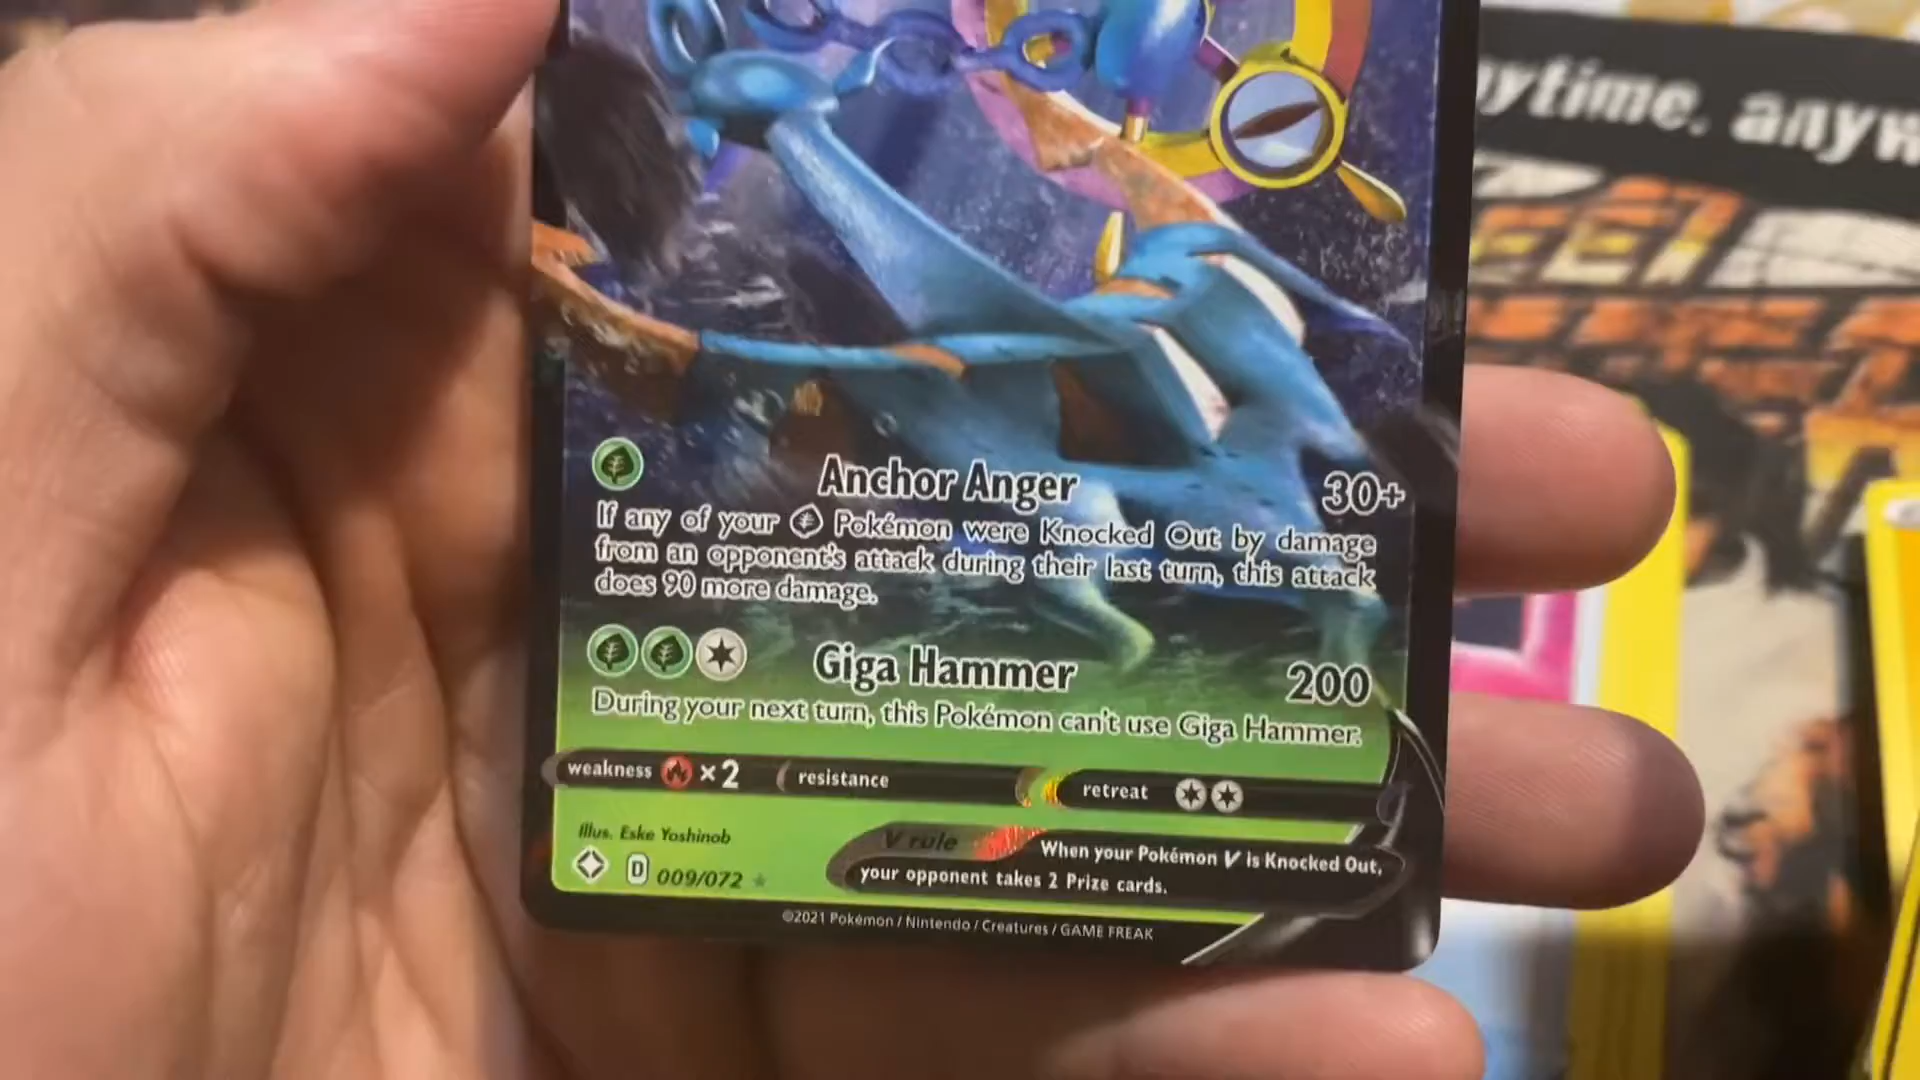 ytime. anyw
Anchor Anger 30+
If any of your Pokémon were Knocked Out by damage
from an opponent's attack during their last turn, this attack
does 90 more damage.
Giga Hammer 200
During your next turn, this Pokémon can't use Giga Hammer.
weakness ×2 resistance retreat
Illus. Eske Yoshinob
V rule When your Pokémon V is Knocked Out,
your opponent takes 2 Prize cards.
D 009/072
©2021 Pokémon / Nintendo / Creatures / GAME FREAK